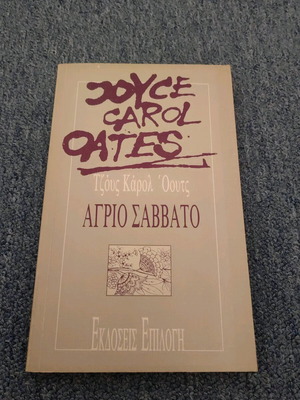 JOYCE
CAROL
OATES
Τζόυς Κάρολ Όουτς
ΑΓΡΙΟ ΣΑΒΒΑΤΟ
ΕΚΔΟΣΕΙΣ ΕΠΙΛΟΓΗ